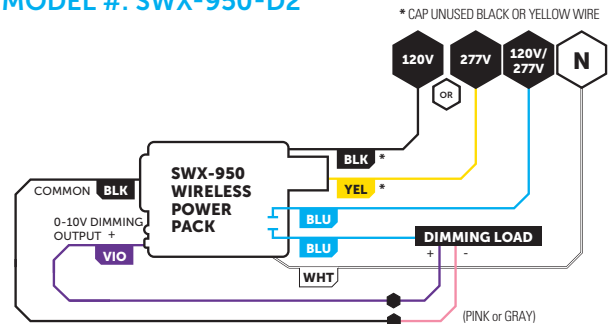 MODEL #: SWX-950-D2
* CAP UNUSED BLACK OR YELLOW WIRE
120V
OR
277V
120V/
277V
N
BLK *
YEL *
BLU
BLU
WHT
SWX-950
WIRELESS
POWER
PACK
COMMON BLK
0-10V DIMMING
OUTPUT +
VIO
DIMMING LOAD
+ -
(PINK or GRAY)